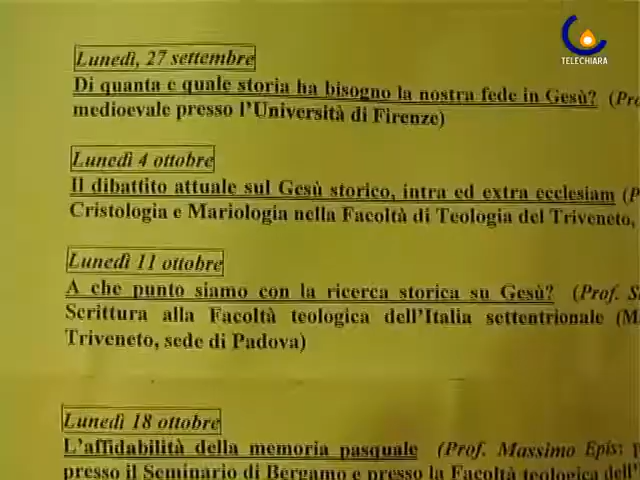 TELECHIARA
Lunedì, 27 settembre
Di quanta e quale storia ha bisogno la nostra fede in Gesù? (Pro
medioevale presso l'Università di Firenze)
Lunedì 4 ottobre
Il dibattito attuale sul Gesù storico, intra ed extra ecclesiam (P
Cristologia e Mariologia nella Facoltà di Teologia del Triveneto,
Lunedì 11 ottobre
A che punto siamo con la ricerca storica su Gesù? (Prof. S
Scrittura alla Facoltà teologica dell'Italia settentrionale (M
Triveneto, sede di Padova)
Lunedì 18 ottobre
L'affidabilità della memoria pasquale (Prof. Massimo Epis: p
presso il Seminario di Bergamo e presso la Facoltà teologica dell'